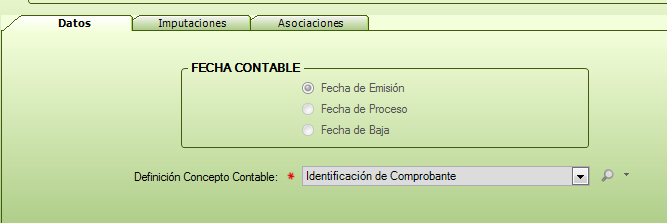 Datos Imputaciones Asociaciones
FECHA CONTABLE
Fecha de Emisión
Fecha de Proceso
Fecha de Baja
Definición Concepto Contable: * Identificación de Comprobante